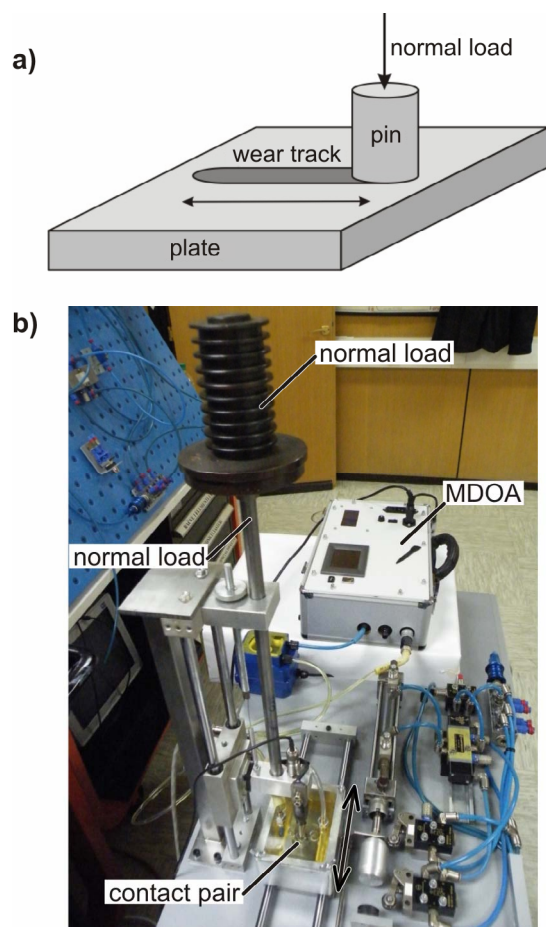 a)
normal load
pin
wear track
plate
b)
normal load
MDOA
normal load
contact pair